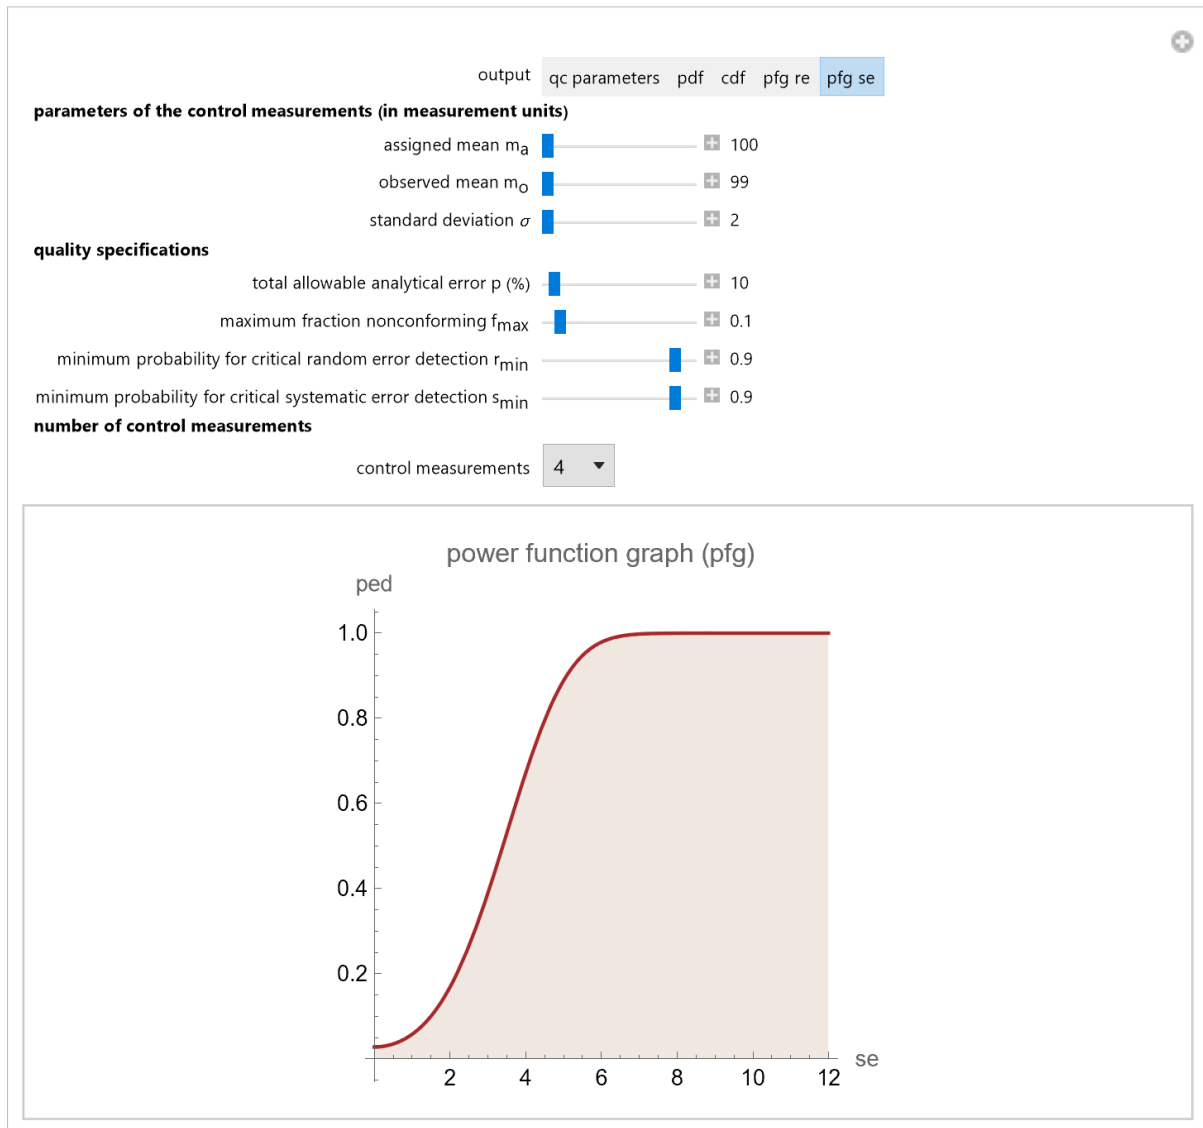 output qc parameters pdf cdf pfg re pfg se
parameters of the control measurements (in measurement units)
assigned mean ma 100
observed mean mo 99
standard deviation σ 2
quality specifications
total allowable analytical error p (%) 10
maximum fraction nonconforming fmax 0.1
minimum probability for critical random error detection rmin 0.9
minimum probability for critical systematic error detection smin 0.9
number of control measurements
control measurements 4
power function graph (pfg)
ped
1.0
0.8
0.6
0.4
0.2
2 4 6 8 10 12
se